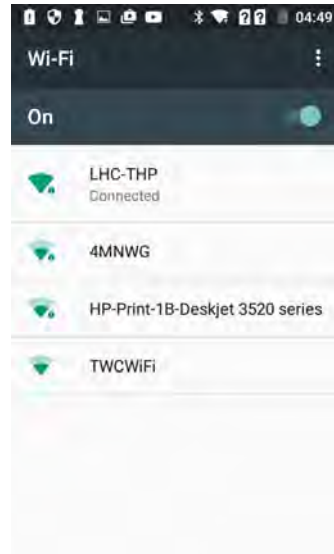 04:49
Wi-Fi
On
LHC-THP
Connected
4MNWG
HP-Print-1B-Deskjet 3520 series
TWCWiFi